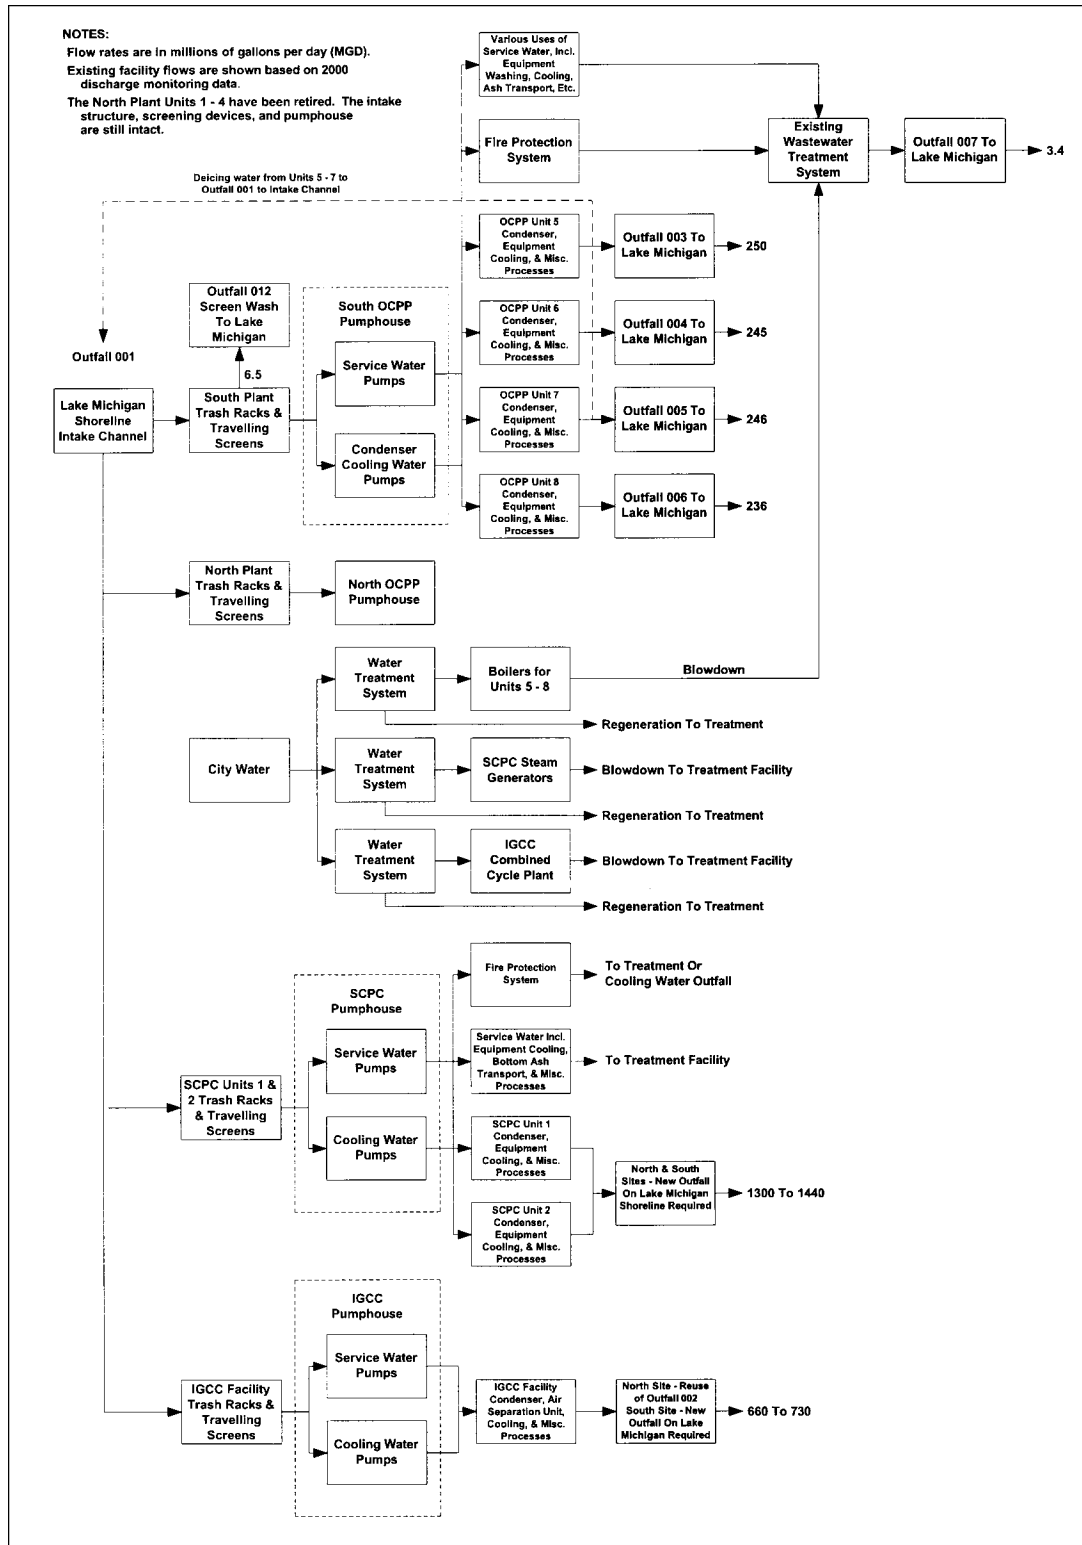 NOTES:
Flow rates are in millions of gallons per day (MGD).
Existing facility flows are shown based on 2000
discharge monitoring data.
The North Plant Units 1 - 4 have been retired. The intake
structure, screening devices, and pumphouse
are still intact.
Various Uses of
Service Water, Incl.
Equipment
Washing, Cooling,
Ash Transport, Etc.
Fire Protection
System
Existing
Wastewater
Treatment
System
Outfall 007 To
Lake Michigan
3.4
Deicing water from Units 5 - 7 to
Outfall 001 to Intake Channel
OCPP Unit 5
Condenser,
Equipment
Cooling, & Misc.
Processes
Outfall 003 To
Lake Michigan
250
Outfall 012
Screen Wash
To Lake
Michigan
South OCPP
Pumphouse
OCPP Unit 6
Condenser,
Equipment
Cooling, & Misc.
Processes
Outfall 004 To
Lake Michigan
245
Outfall 001
6.5
Service Water
Pumps
Lake Michigan
Shoreline
Intake Channel
South Plant
Trash Racks &
Travelling
Screens
OCPP Unit 7
Condenser,
Equipment
Cooling, & Misc.
Processes
Outfall 005 To
Lake Michigan
246
Condenser
Cooling Water
Pumps
OCPP Unit 8
Condenser,
Equipment
Cooling, & Misc.
Processes
Outfall 006 To
Lake Michigan
236
North Plant
Trash Racks &
Travelling
Screens
North OCPP
Pumphouse
Water
Treatment
System
Boilers for
Units 5 - 8
Blowdown
Regeneration To Treatment
City Water
Water
Treatment
System
SCPC Steam
Generators
Blowdown To Treatment Facility
Regeneration To Treatment
Water
Treatment
System
IGCC
Combined
Cycle Plant
Blowdown To Treatment Facility
Regeneration To Treatment
Fire Protection
System
To Treatment Or
Cooling Water Outfall
SCPC
Pumphouse
Service Water
Pumps
Service Water Incl.
Equipment Cooling,
Bottom Ash
Transport, & Misc.
Processes
To Treatment Facility
SCPC Units 1 &
2 Trash Racks
& Travelling
Screens
Cooling Water
Pumps
SCPC Unit 1
Condenser,
Equipment
Cooling, & Misc.
Processes
North & South
Sites - New Outfall
On Lake Michigan
Shoreline Required
1300 To 1440
SCPC Unit 2
Condenser,
Equipment
Cooling, & Misc.
Processes
IGCC
Pumphouse
Service Water
Pumps
IGCC Facility
Trash Racks &
Travelling
Screens
IGCC Facility
Condenser, Air
Separation Unit,
Cooling, & Misc.
Processes
North Site - Reuse
of Outfall 002
South Site - New
Outfall On Lake
Michigan Required
660 To 730
Cooling Water
Pumps